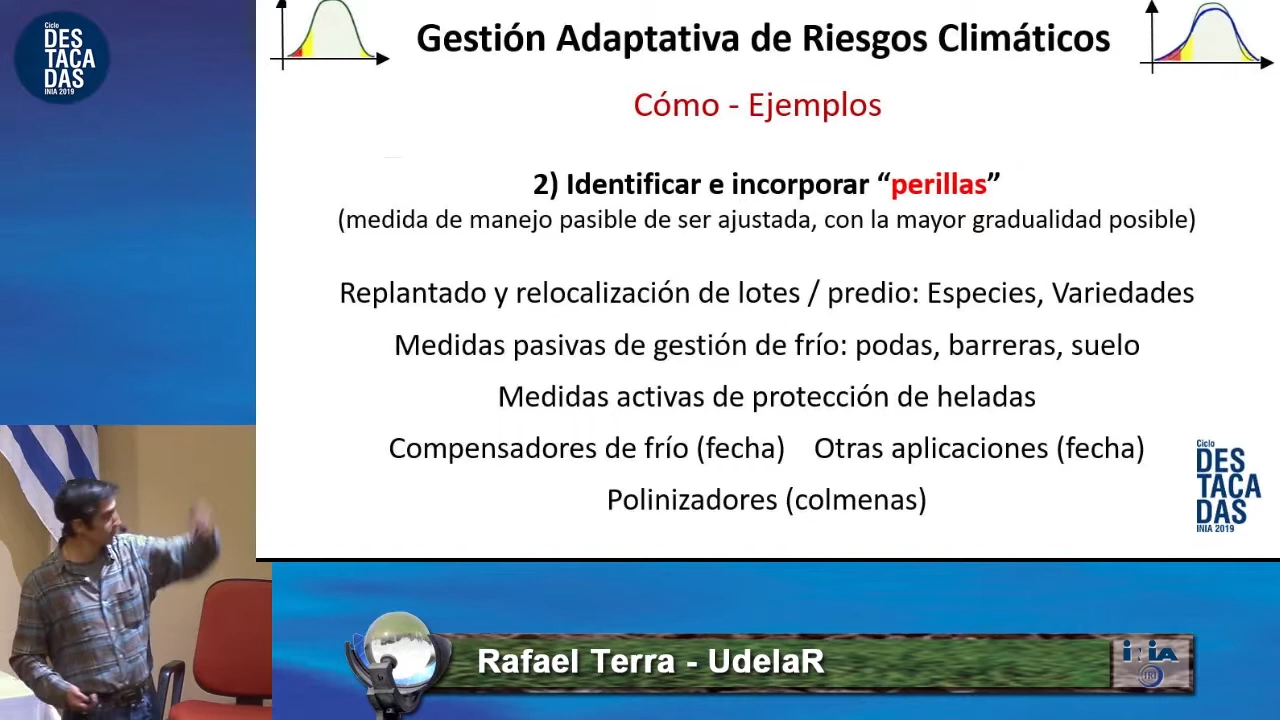 Ciclo
DES
TACA
DAS
INIA 2019
Gestión Adaptativa de Riesgos Climáticos
Cómo - Ejemplos
2) Identificar e incorporar “perillas”
(medida de manejo pasible de ser ajustada, con la mayor gradualidad posible)
Replantado y relocalización de lotes / predio: Especies, Variedades
Medidas pasivas de gestión de frío: podas, barreras, suelo
Medidas activas de protección de heladas
Compensadores de frío (fecha) Otras aplicaciones (fecha)
Polinizadores (colmenas)
Ciclo
DES
TACA
DAS
INIA 2019
Rafael Terra - UdelaR
INIA